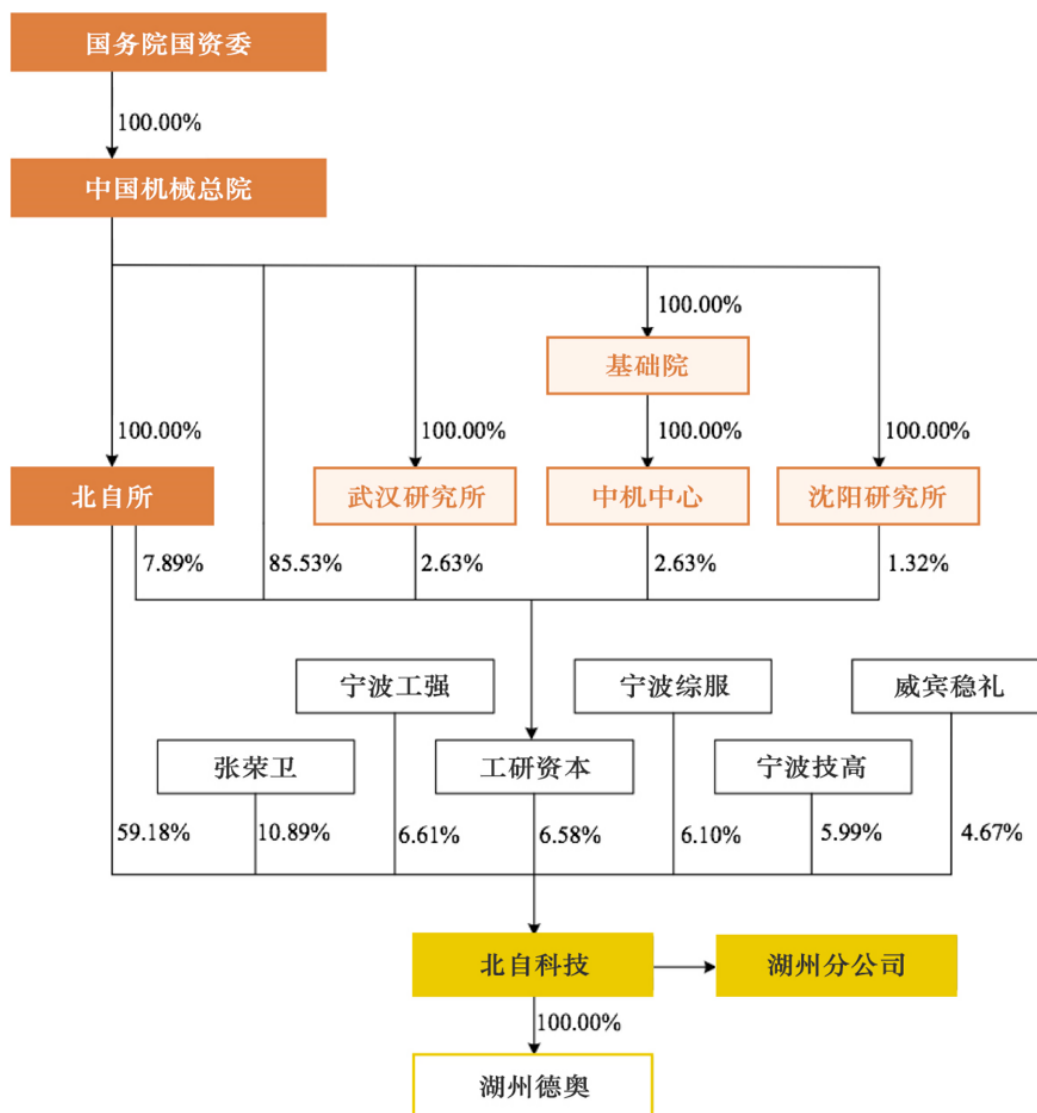 国务院国资委
100.00%
中国机械总院
100.00%
基础院
100.00%
100.00%
100.00%
100.00%
北自所
武汉研究所
中机中心
沈阳研究所
7.89%
85.53%
2.63%
2.63%
1.32%
宁波工强
宁波综服
威宾稳礼
张荣卫
工研资本
宁波技高
59.18%
10.89%
6.61%
6.58%
6.10%
5.99%
4.67%
北自科技
湖州分公司
100.00%
湖州德奥